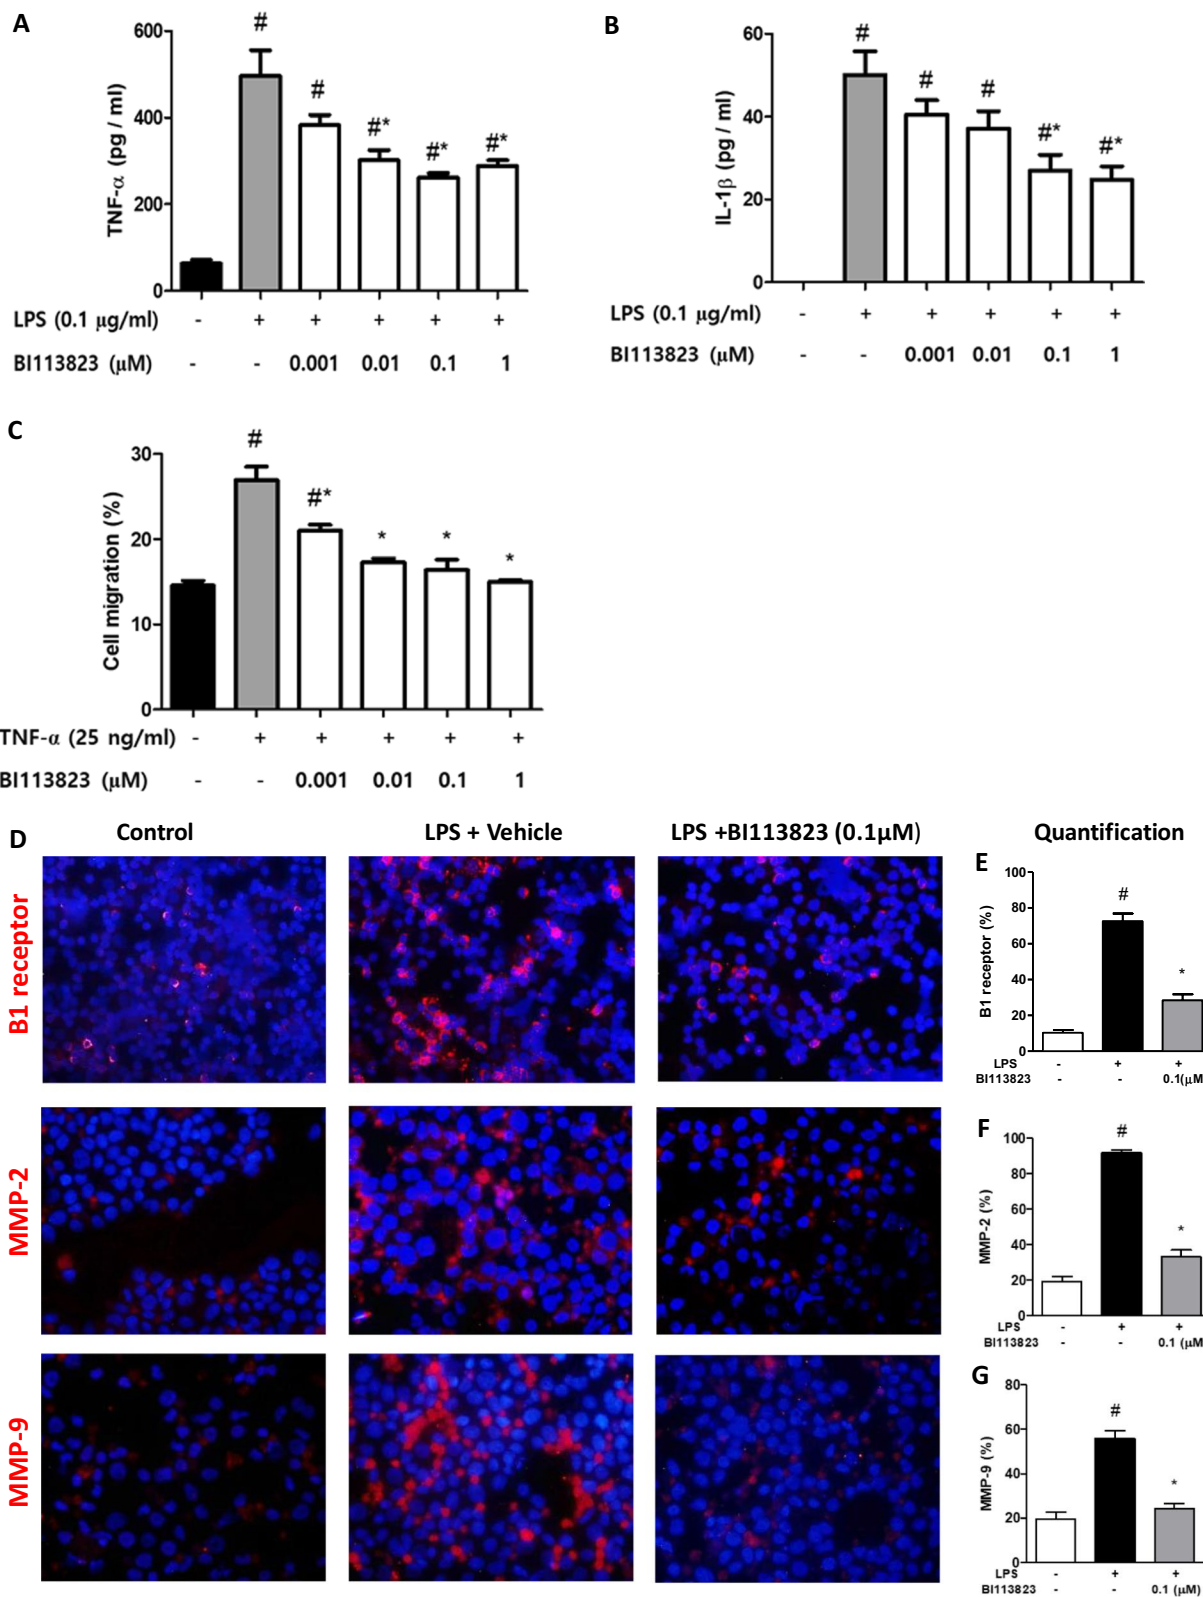 A
600
400
200
0
TNF-α (pg / ml)
#
#
#*
#*
#*
LPS (0.1 μg/ml) - + + + + +
BI113823 (μM) - - 0.001 0.01 0.1 1
B
60
40
20
0
IL-1β (pg / ml)
#
#
#
#*
#*
LPS (0.1 μg/ml) - + + + + +
BI113823 (μM) - - 0.001 0.01 0.1 1
C
30
20
10
0
Cell migration (%)
#
#*
*
*
*
TNF-α (25 ng/ml) - + + + + +
BI113823 (μM) - - 0.001 0.01 0.1 1
D
Control LPS + Vehicle LPS +BI113823 (0.1μM) Quantification
B1 receptor
MMP-2
MMP-9
E
100
80
60
40
20
0
B1 receptor (%)
#
*
LPS - + +
BI113823 - - 0.1(μM
F
100
80
60
40
20
0
MMP-2 (%)
#
*
LPS - + +
BI113823 - - 0.1 (μM
G
80
60
40
20
0
MMP-9 (%)
#
*
LPS - + +
BI113823 - - 0.1 (μM)